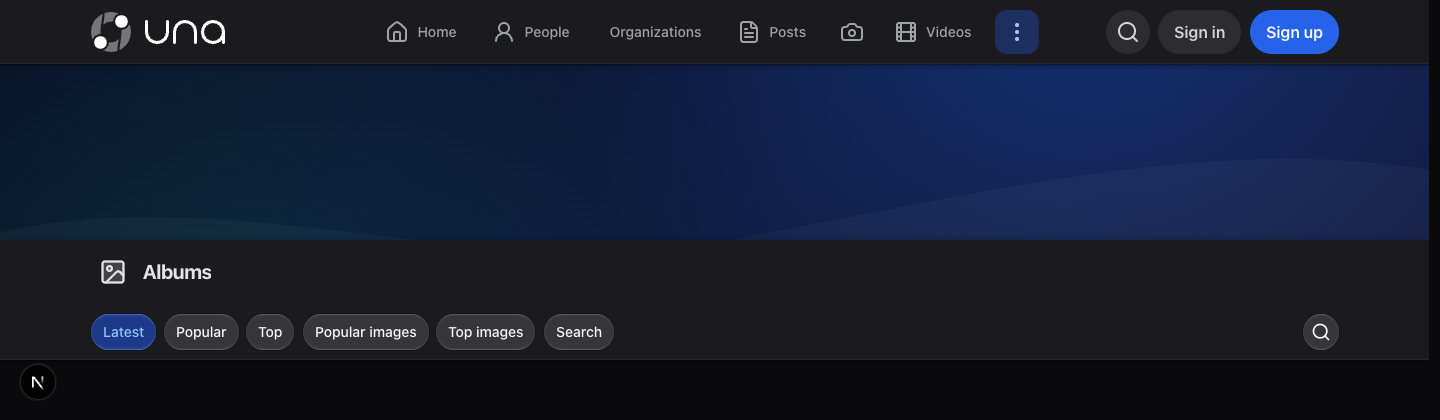 una Home People Organizations Posts Videos Sign in Sign up
Albums
Latest Popular Top Popular images Top images Search
N